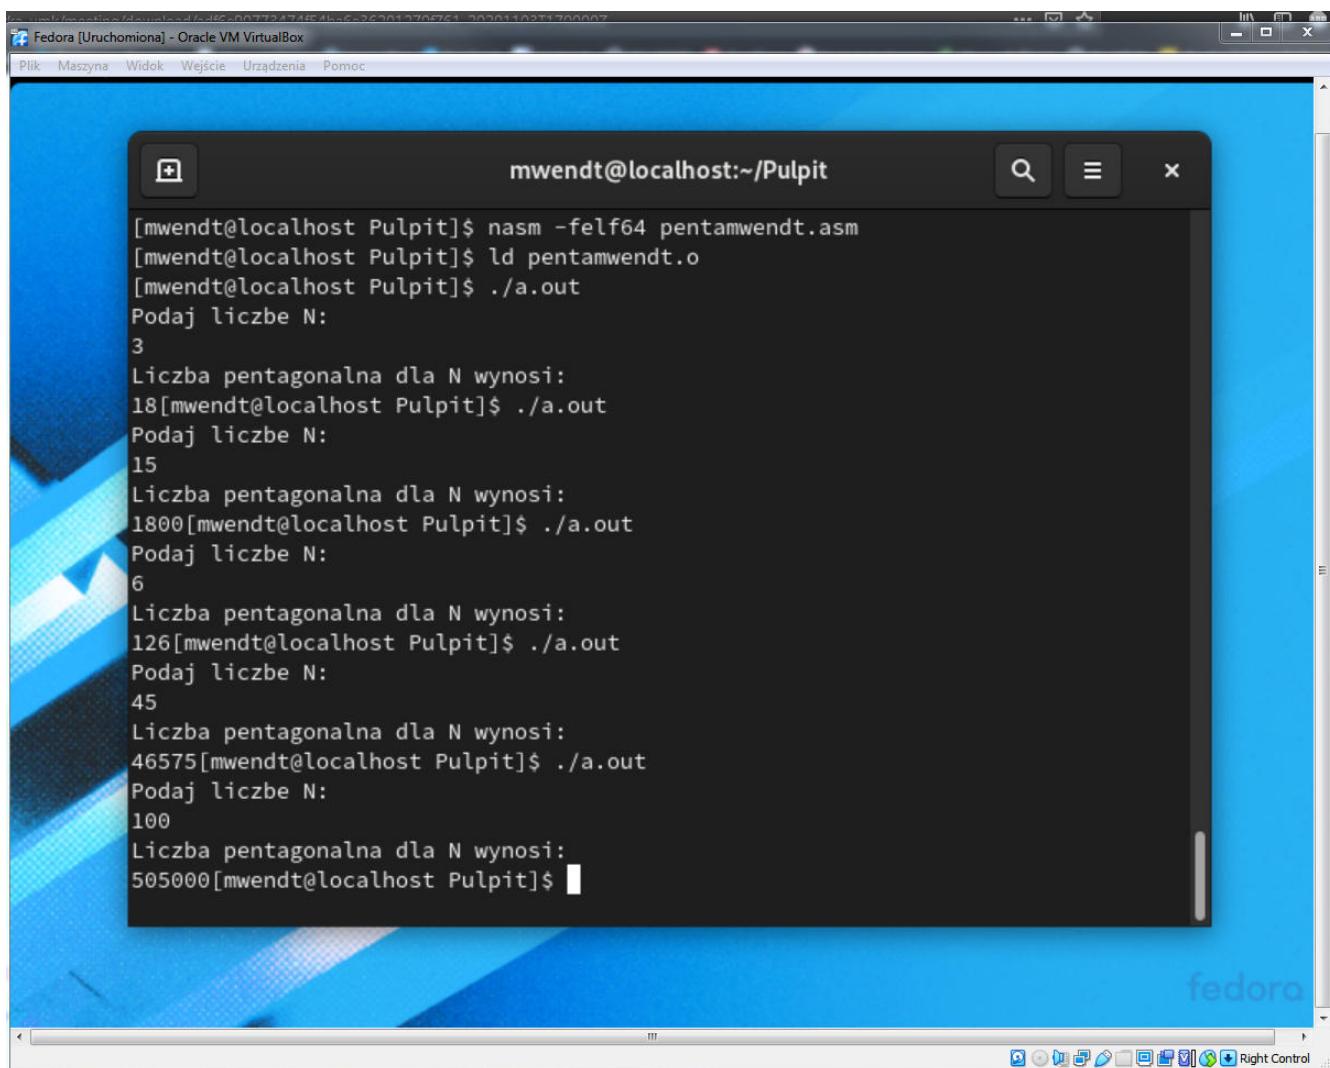 Fedora [Uruchomiona] - Oracle VM VirtualBox
Plik Maszyna Widok Wejście Urządzenia Pomoc
mwendt@localhost:~/Pulpit
[mwendt@localhost Pulpit]$ nasm -felf64 pentamwendt.asm
[mwendt@localhost Pulpit]$ ld pentamwendt.o
[mwendt@localhost Pulpit]$ ./a.out
Podaj liczbe N:
3
Liczba pentagonalna dla N wynosi:
18[mwendt@localhost Pulpit]$ ./a.out
Podaj liczbe N:
15
Liczba pentagonalna dla N wynosi:
1800[mwendt@localhost Pulpit]$ ./a.out
Podaj liczbe N:
6
Liczba pentagonalna dla N wynosi:
126[mwendt@localhost Pulpit]$ ./a.out
Podaj liczbe N:
45
Liczba pentagonalna dla N wynosi:
46575[mwendt@localhost Pulpit]$ ./a.out
Podaj liczbe N:
100
Liczba pentagonalna dla N wynosi:
505000[mwendt@localhost Pulpit]$
fedora
Right Control